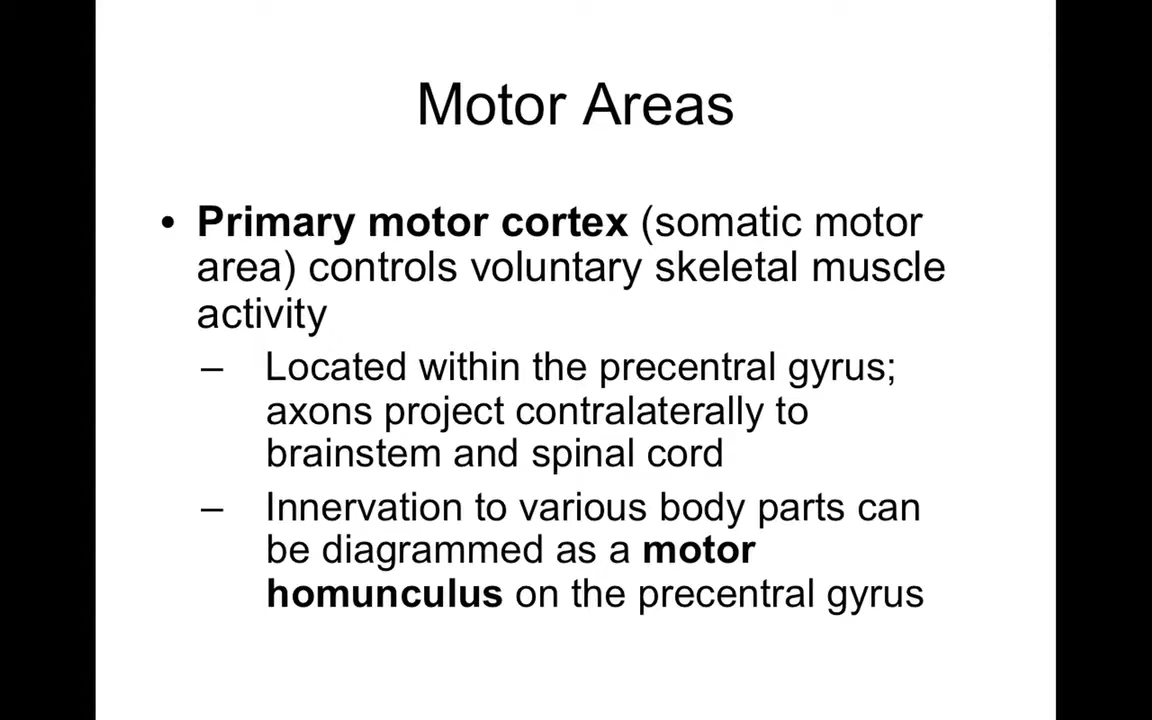 Motor Areas
• Primary motor cortex (somatic motor
area) controls voluntary skeletal muscle
activity
– Located within the precentral gyrus;
axons project contralaterally to
brainstem and spinal cord
– Innervation to various body parts can
be diagrammed as a motor
homunculus on the precentral gyrus